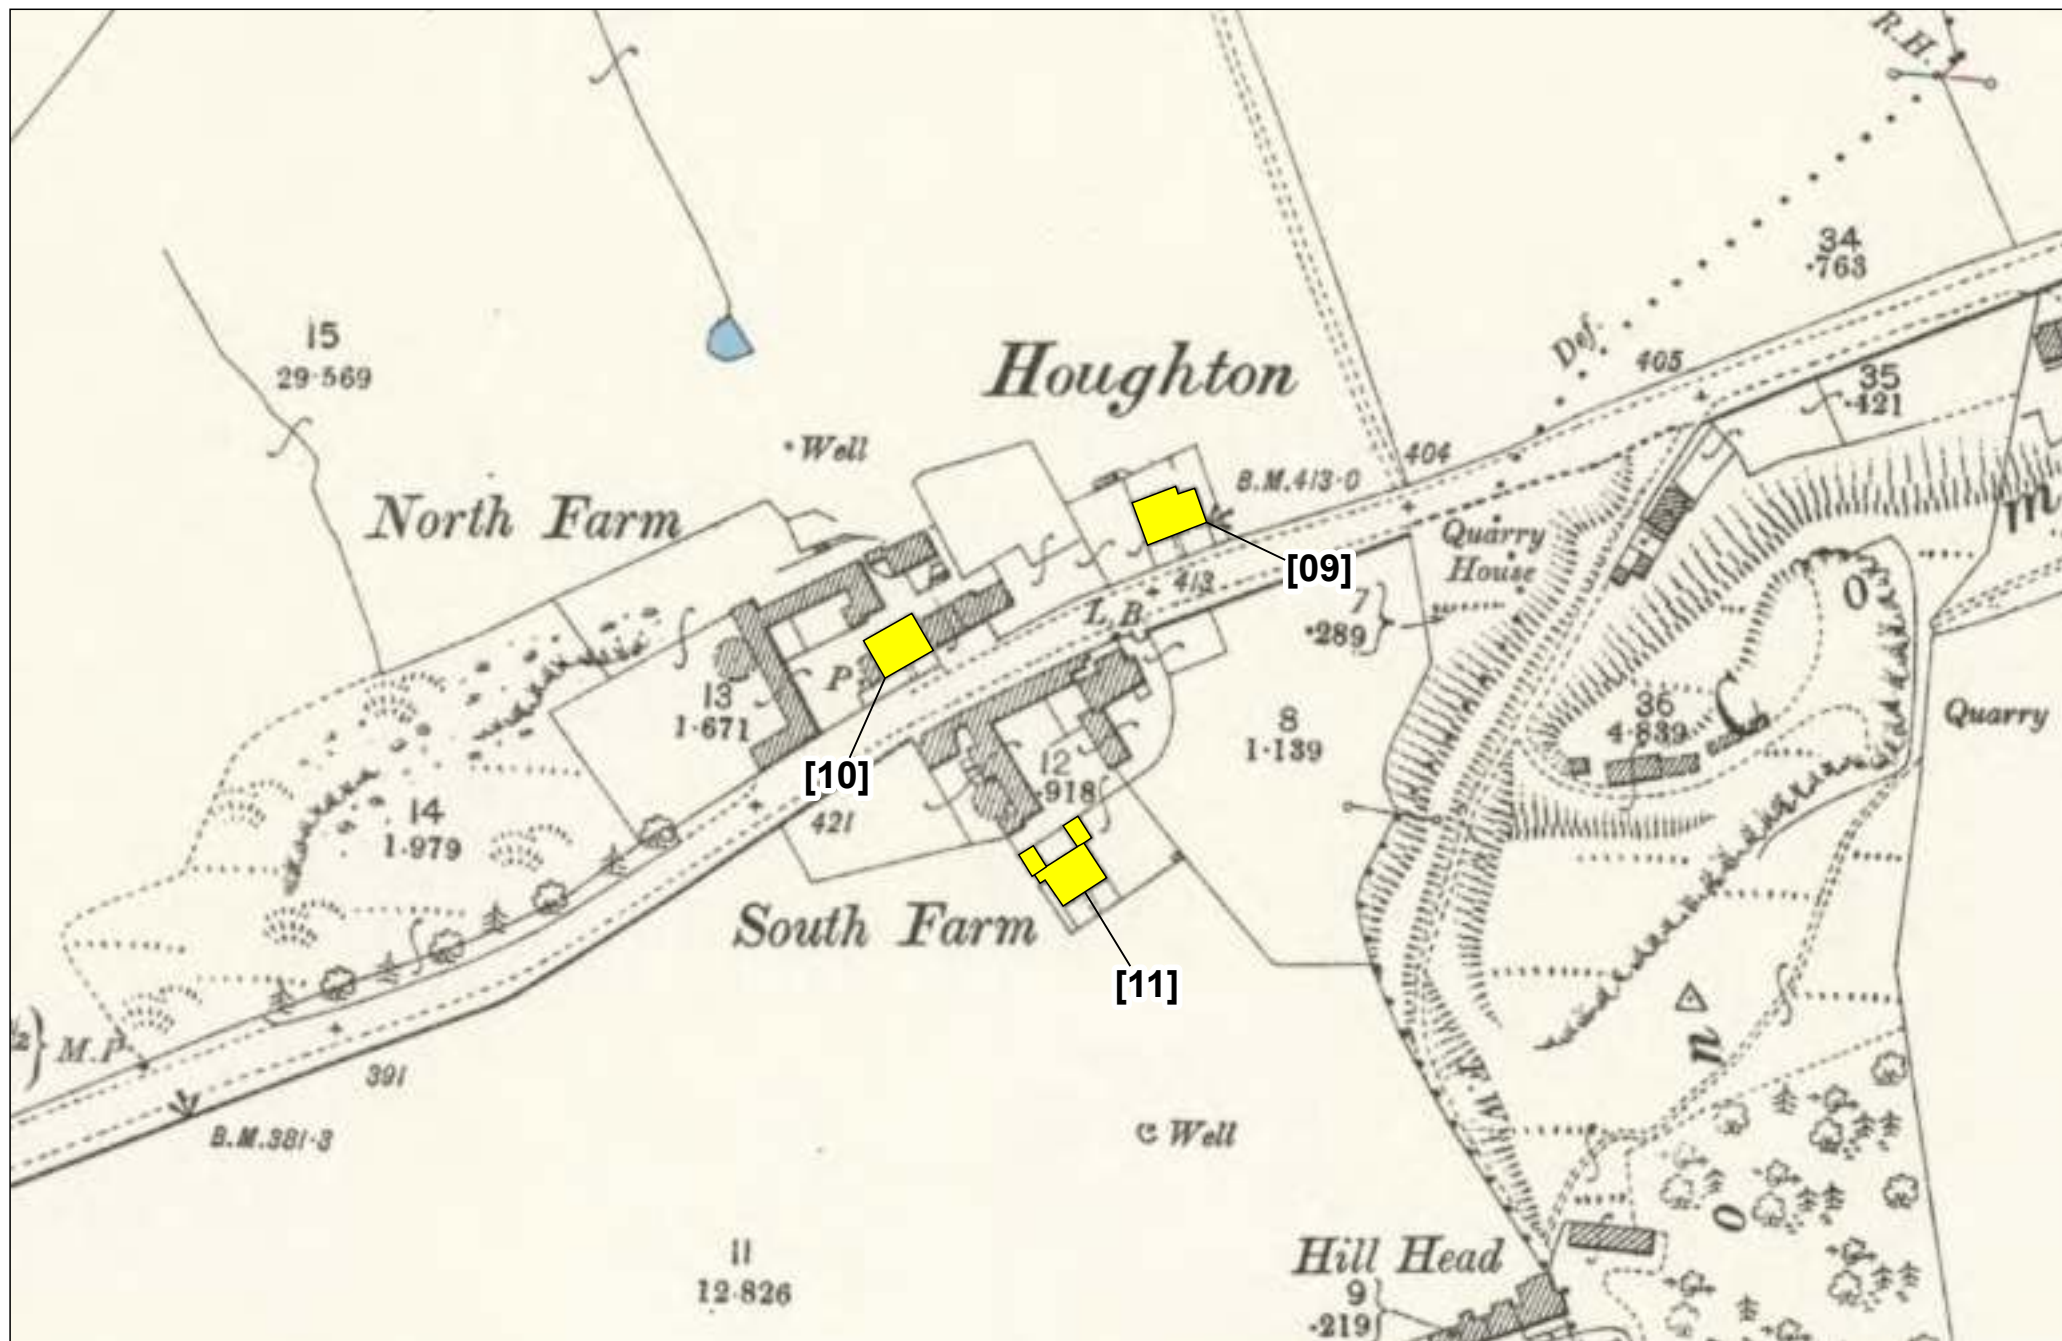 R.H.
34
·763
Def.
405
15
29·569
Houghton
35
·421
Well
404
B.M.413·0
North Farm
Quarry
House
[09]
413
L.B.
7
·289
P
13
1·671
36
4·839
Quarry
8
1·139
[10]
12
·918
14
1·979
421
South Farm
[11]
M.P.
391
F.W.
B.M.381·3
Well
11
12·826
Hill Head
9
·219